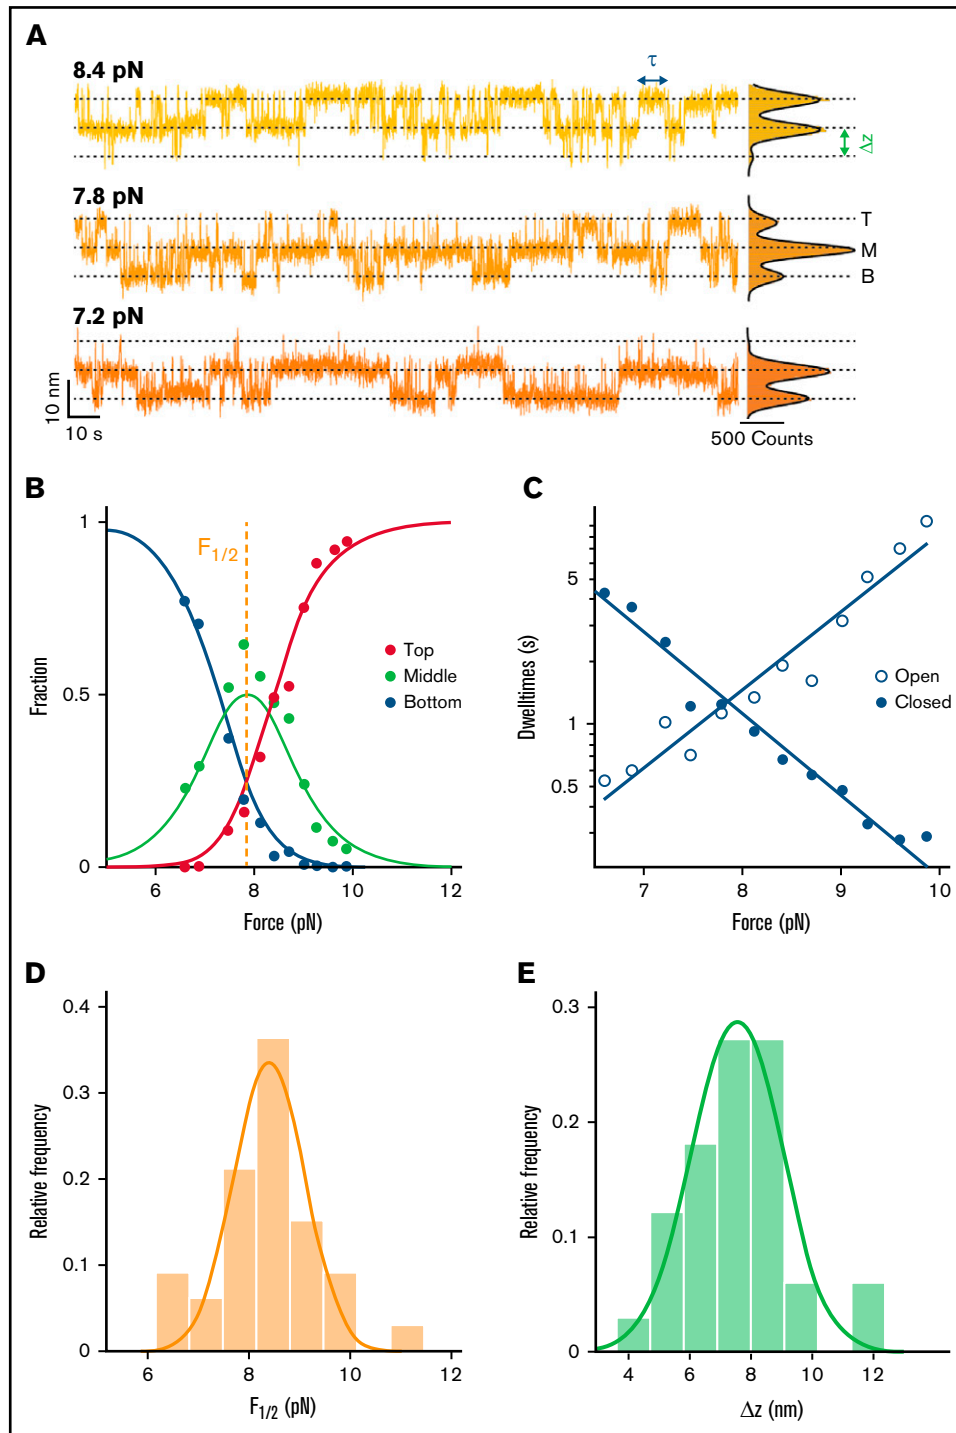 A
8.4 pN
τ
Δz
7.8 pN
T
M
B
7.2 pN
10 nm
10 s
500 Counts
B
1
0.5
0
Fraction
F1/2
Top
Middle
Bottom
6 8 10 12
Force (pN)
C
5
1
0.5
Dwelltimes (s)
Open
Closed
7 8 9 10
Force (pN)
D
0.4
0.3
0.2
0.1
0
Relative frequency
6 8 10 12
F1/2 (pN)
E
0.3
0.2
0.1
0
Relative frequency
4 6 8 10 12
Δz (nm)